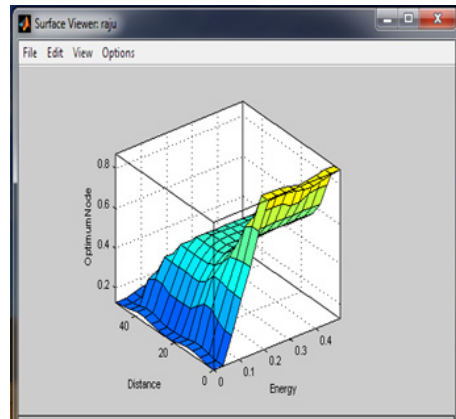 Surface Viewer: raju
File Edit View Options
0.8
0.6
0.4
0.2
OptimumNode
40
20
0
Distance
0
0.1
0.2
0.3
0.4
Energy